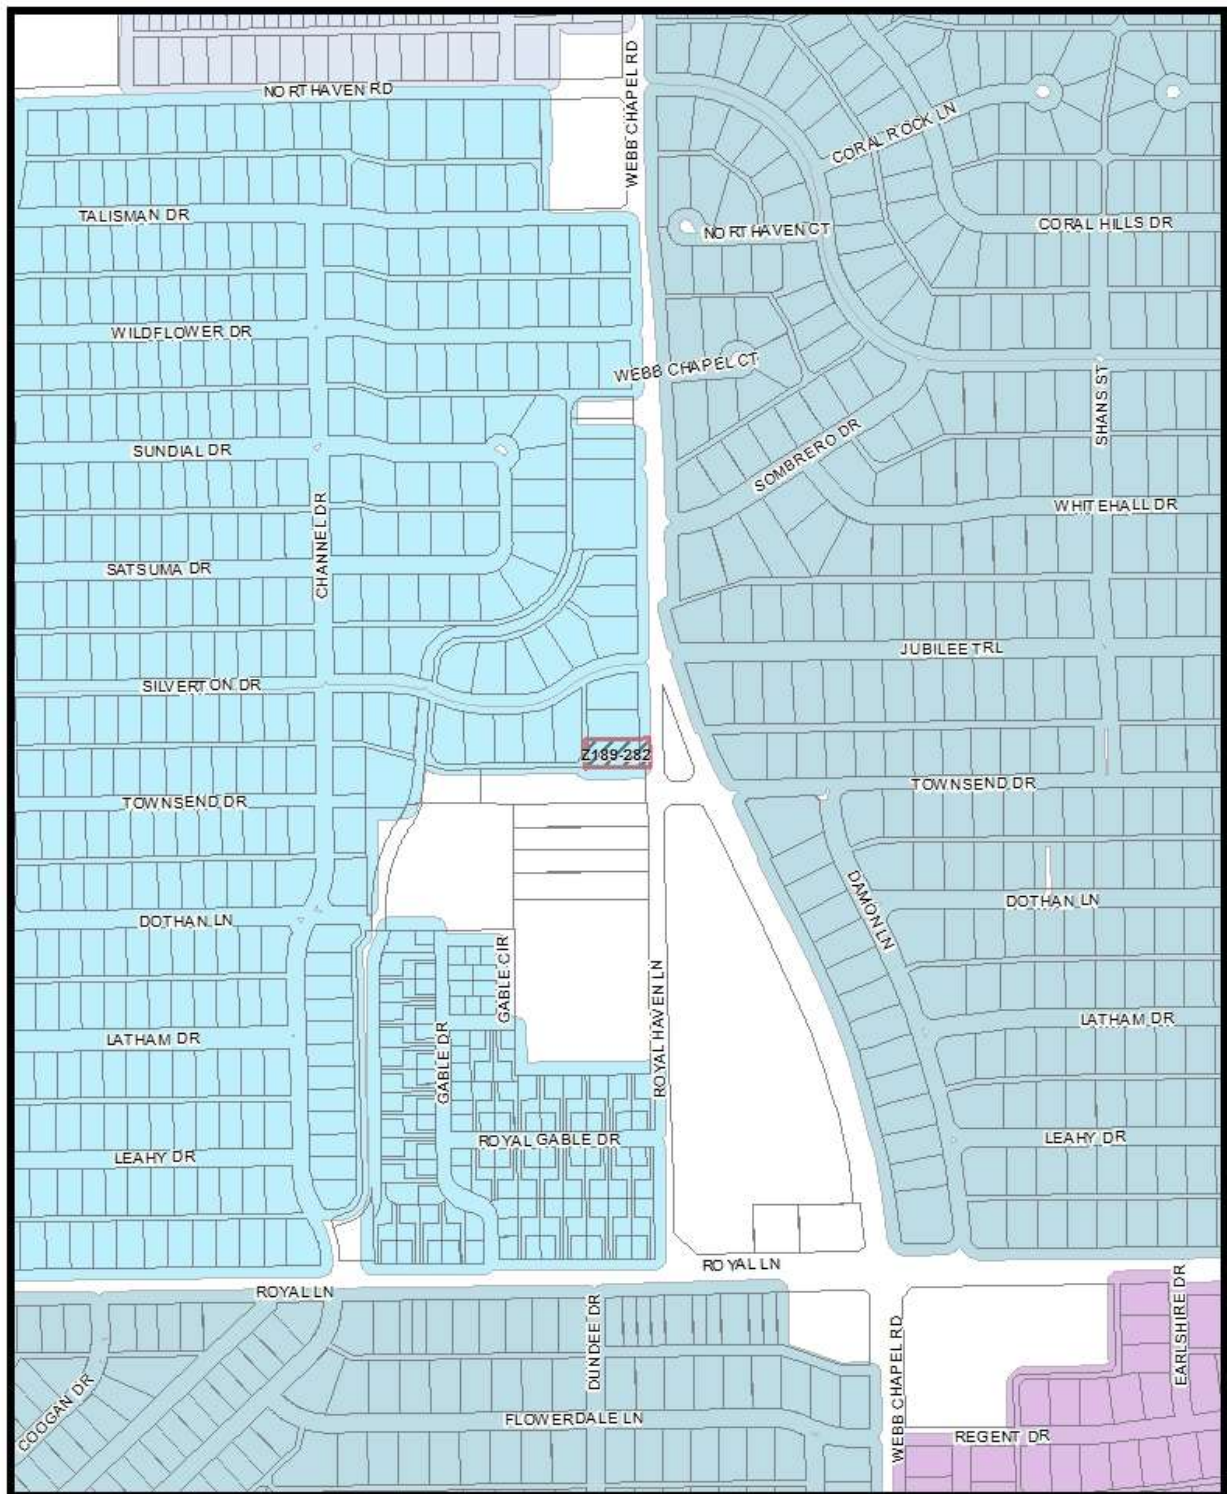 NORTHAVEN RD
WEBB CHAPEL RD
CORAL ROCK LN
TALISMAN DR
NORTHAVEN CT
CORAL HILLS DR
WILDFLOWER DR
WEBB CHAPEL CT
SHANS ST
SUNDIAL DR
SOMBRERO DR
CHANNEL DR
WHITEHALL DR
SATSUMA DR
JUBILEE TRL
SILVERTON DR
Z189-282
TOWNSEND DR
TOWNSEND DR
DAMON LN
DOTHAN LN
DOTHAN LN
GABLE CIR
ROYAL HAVEN LN
LATHAM DR
LATHAM DR
GABLE DR
ROYAL GABLE DR
LEAHY DR
LEAHY DR
ROYAL LN
ROYAL LN
EARLSHIRE DR
DUNDEE DR
WEBB CHAPEL RD
COOGAN DR
FLOWERDALE LN
REGENT DR